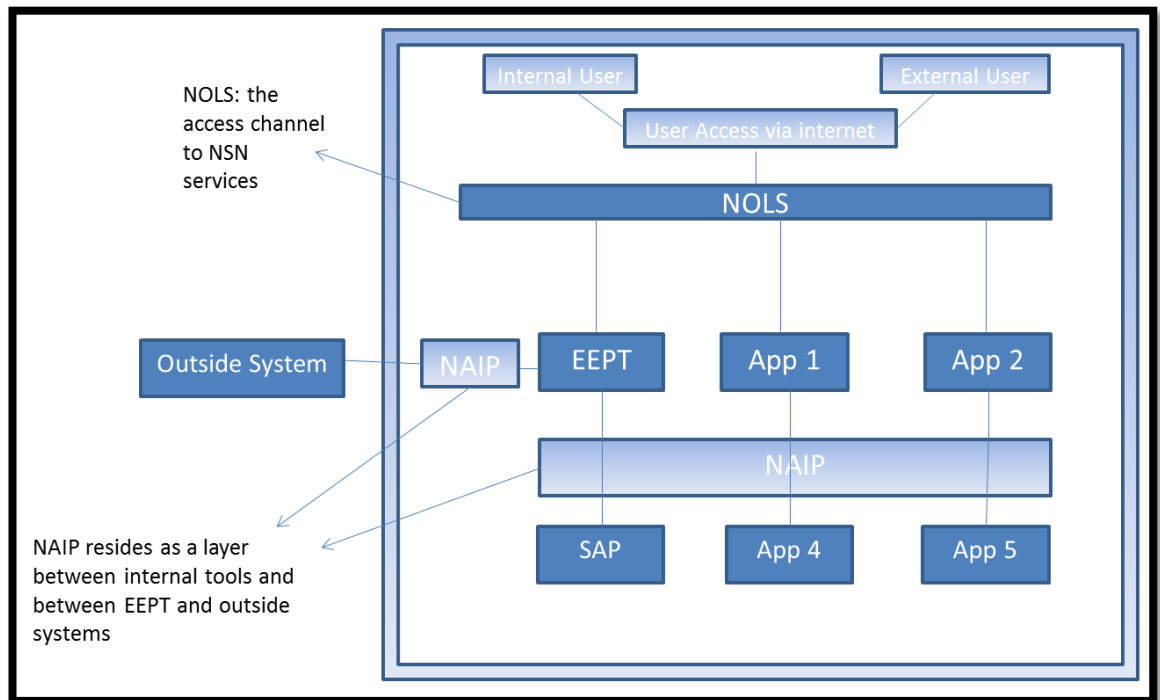 Internal User
External User
NOLS: the
access channel
to NSN
services
User Access via internet
NOLS
Outside System
NAIP
EEPT
App 1
App 2
NAIP
NAIP resides as a layer
between internal tools and
between EEPT and outside
systems
SAP
App 4
App 5